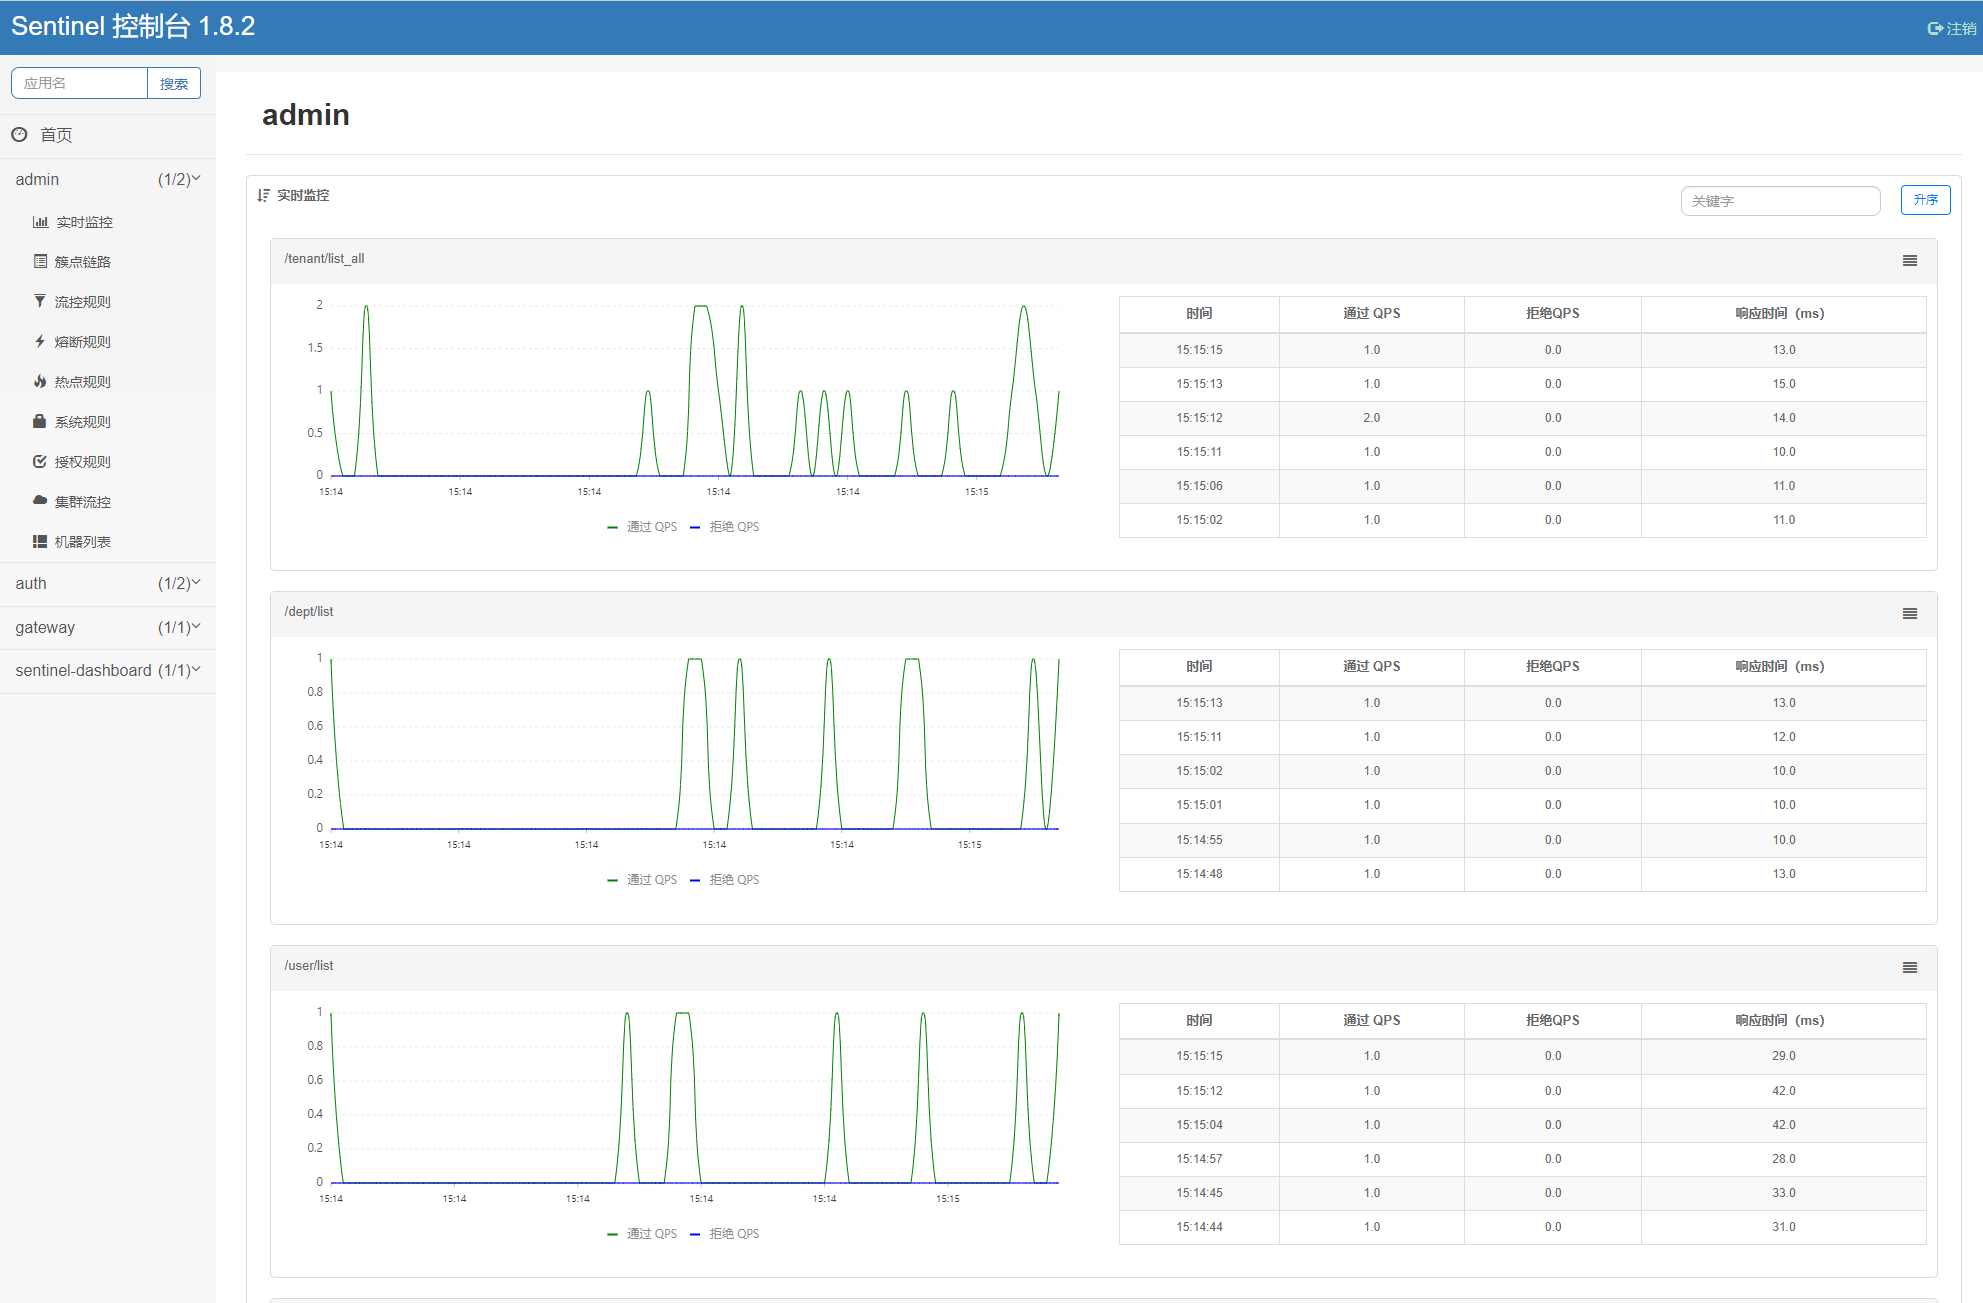 Sentinel 控制台 1.8.2
注销
应用名 搜索
首页
admin (1/2)
实时监控
簇点链路
流控规则
熔断规则
热点规则
系统规则
授权规则
集群流控
机器列表
auth (1/2)
gateway (1/1)
sentinel-dashboard (1/1)
admin
实时监控 关键字 升序
/tenant/list_all
2
1.5
1
0.5
0
15:14 15:14 15:14 15:14 15:14 15:15
通过 QPS 拒绝 QPS
时间 通过 QPS 拒绝QPS 响应时间 (ms)
15:15:15 1.0 0.0 13.0
15:15:13 1.0 0.0 15.0
15:15:12 2.0 0.0 14.0
15:15:11 1.0 0.0 10.0
15:15:06 1.0 0.0 11.0
15:15:02 1.0 0.0 11.0
/dept/list
1
0.8
0.6
0.4
0.2
0
15:14 15:14 15:14 15:14 15:14 15:15
通过 QPS 拒绝 QPS
时间 通过 QPS 拒绝QPS 响应时间 (ms)
15:15:13 1.0 0.0 13.0
15:15:11 1.0 0.0 12.0
15:15:02 1.0 0.0 10.0
15:15:01 1.0 0.0 10.0
15:14:55 1.0 0.0 10.0
15:14:48 1.0 0.0 13.0
/user/list
1
0.8
0.6
0.4
0.2
0
15:14 15:14 15:14 15:14 15:14 15:15
通过 QPS 拒绝 QPS
时间 通过 QPS 拒绝QPS 响应时间 (ms)
15:15:15 1.0 0.0 29.0
15:15:12 1.0 0.0 42.0
15:15:04 1.0 0.0 42.0
15:14:57 1.0 0.0 28.0
15:14:45 1.0 0.0 33.0
15:14:44 1.0 0.0 31.0